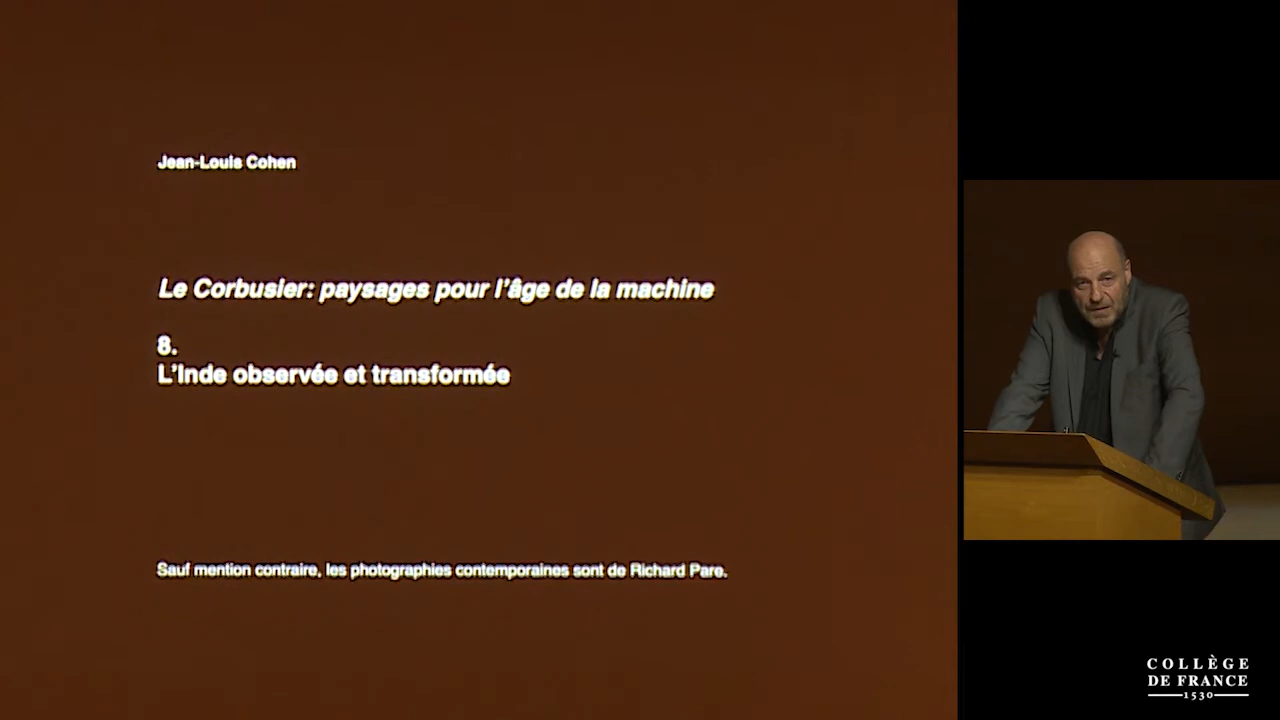 Jean-Louis Cohen
Le Corbusier: paysages pour l'âge de la machine
8.
L'Inde observée et transformée
Sauf mention contraire, les photographies contemporaines sont de Richard Pare.
COLLÈGE
DE FRANCE
1530